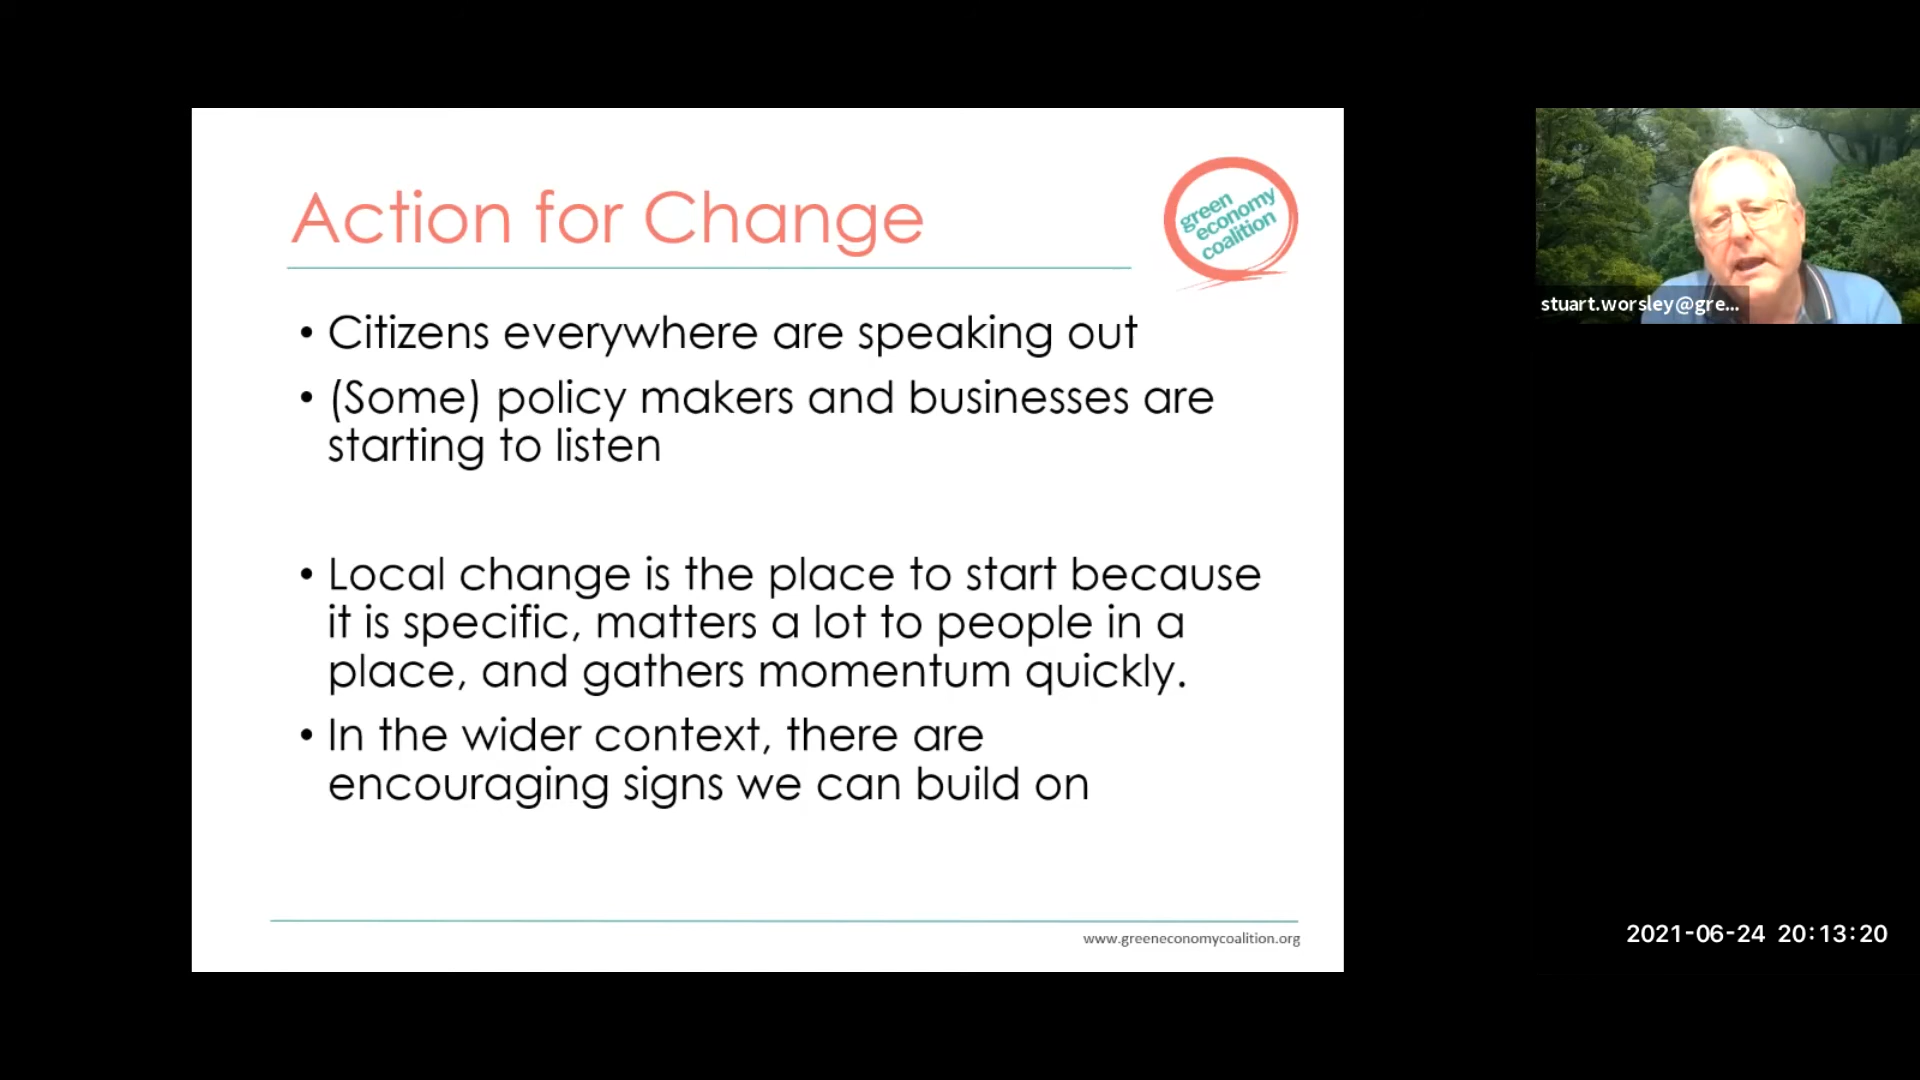 Action for Change
green
economy
coalition
• Citizens everywhere are speaking out
• (Some) policy makers and businesses are
starting to listen
• Local change is the place to start because
it is specific, matters a lot to people in a
place, and gathers momentum quickly.
• In the wider context, there are
encouraging signs we can build on
www.greeneconomycoalition.org
stuart.worsley@gre...
2021-06-24 20:13:20